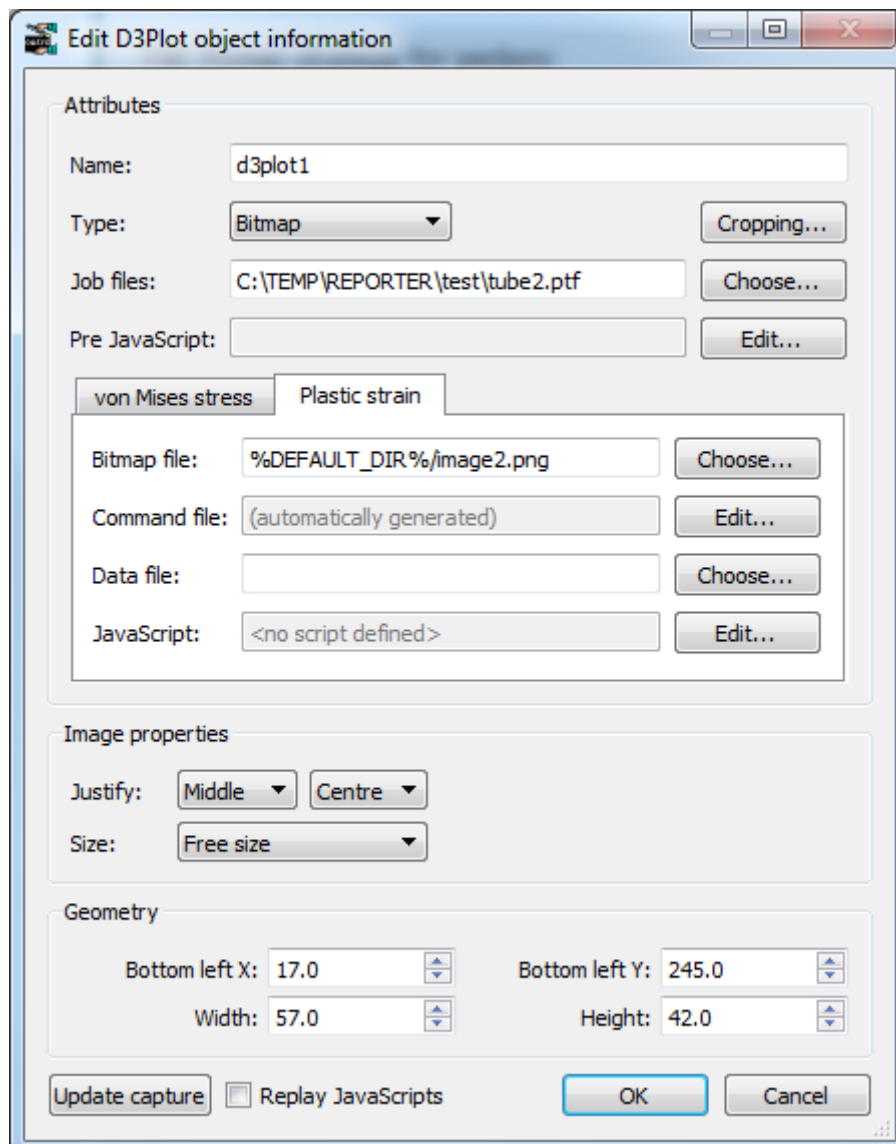 Edit D3Plot object information
Attributes
Name: d3plot1
Type: Bitmap Cropping...
Job files: C:\TEMP\REPORTER\test\tube2.ptf Choose...
Pre JavaScript: Edit...
von Mises stress Plastic strain
Bitmap file: %DEFAULT_DIR%/image2.png Choose...
Command file: (automatically generated) Edit...
Data file: Choose...
JavaScript: <no script defined> Edit...
Image properties
Justify: Middle Centre
Size: Free size
Geometry
Bottom left X: 17.0 Bottom left Y: 245.0
Width: 57.0 Height: 42.0
Update capture Replay JavaScripts OK Cancel